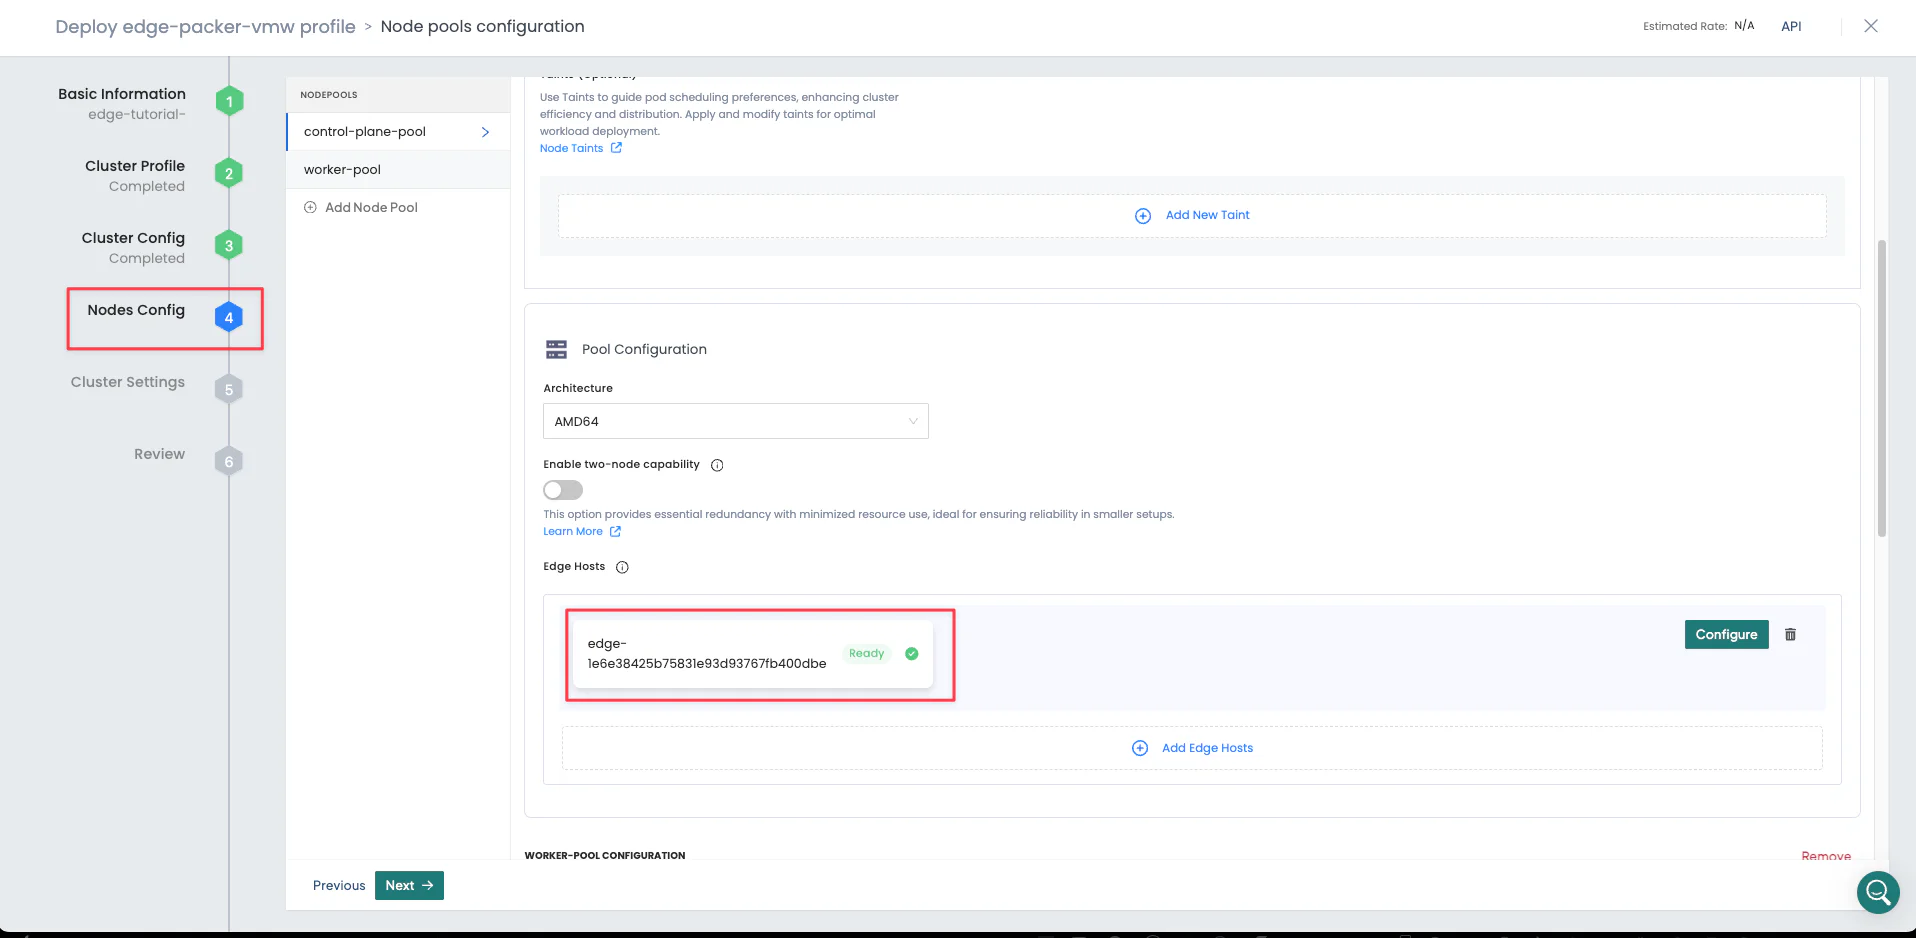 Deploy edge-packer-vmw profile > Node pools configuration
Estimated Rate: N/A
API
Basic Information
edge-tutorial-
1
Cluster Profile
Completed
2
Cluster Config
Completed
3
Nodes Config
4
Cluster Settings
5
Review
6
NODEPOOLS
control-plane-pool
worker-pool
Add Node Pool
Taints (Optional)
Use Taints to guide pod scheduling preferences, enhancing cluster
efficiency and distribution. Apply and modify taints for optimal
workload deployment.
Node Taints
Add New Taint
Pool Configuration
Architecture
AMD64
Enable two-node capability
This option provides essential redundancy with minimized resource use, ideal for ensuring reliability in smaller setups.
Learn More
Edge Hosts
edge-
1e6e38425b75831e93d93767fb400dbe
Ready
Configure
Add Edge Hosts
WORKER-POOL CONFIGURATION
Remove
Previous
Next